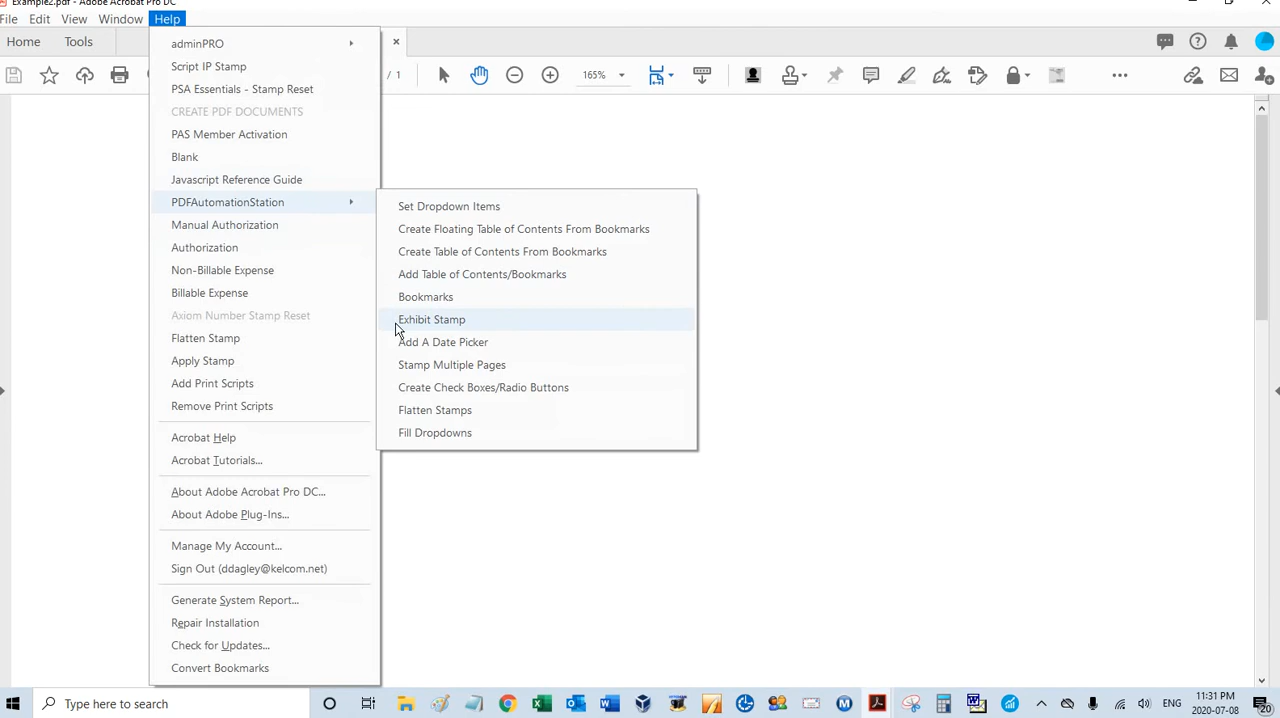 Example2.pdf - Adobe Acrobat Pro DC
File Edit View Window Help
Home Tools
/ 1
165%
adminPRO
Script IP Stamp
PSA Essentials - Stamp Reset
CREATE PDF DOCUMENTS
PAS Member Activation
Blank
Javascript Reference Guide
PDFAutomationStation
Manual Authorization
Authorization
Non-Billable Expense
Billable Expense
Axiom Number Stamp Reset
Flatten Stamp
Apply Stamp
Add Print Scripts
Remove Print Scripts
Acrobat Help
Acrobat Tutorials...
About Adobe Acrobat Pro DC...
About Adobe Plug-Ins...
Manage My Account...
Sign Out (ddagley@kelcom.net)
Generate System Report...
Repair Installation
Check for Updates...
Convert Bookmarks
Set Dropdown Items
Create Floating Table of Contents From Bookmarks
Create Table of Contents From Bookmarks
Add Table of Contents/Bookmarks
Bookmarks
Exhibit Stamp
Add A Date Picker
Stamp Multiple Pages
Create Check Boxes/Radio Buttons
Flatten Stamps
Fill Dropdowns
Type here to search
11:31 PM
2020-07-08
20